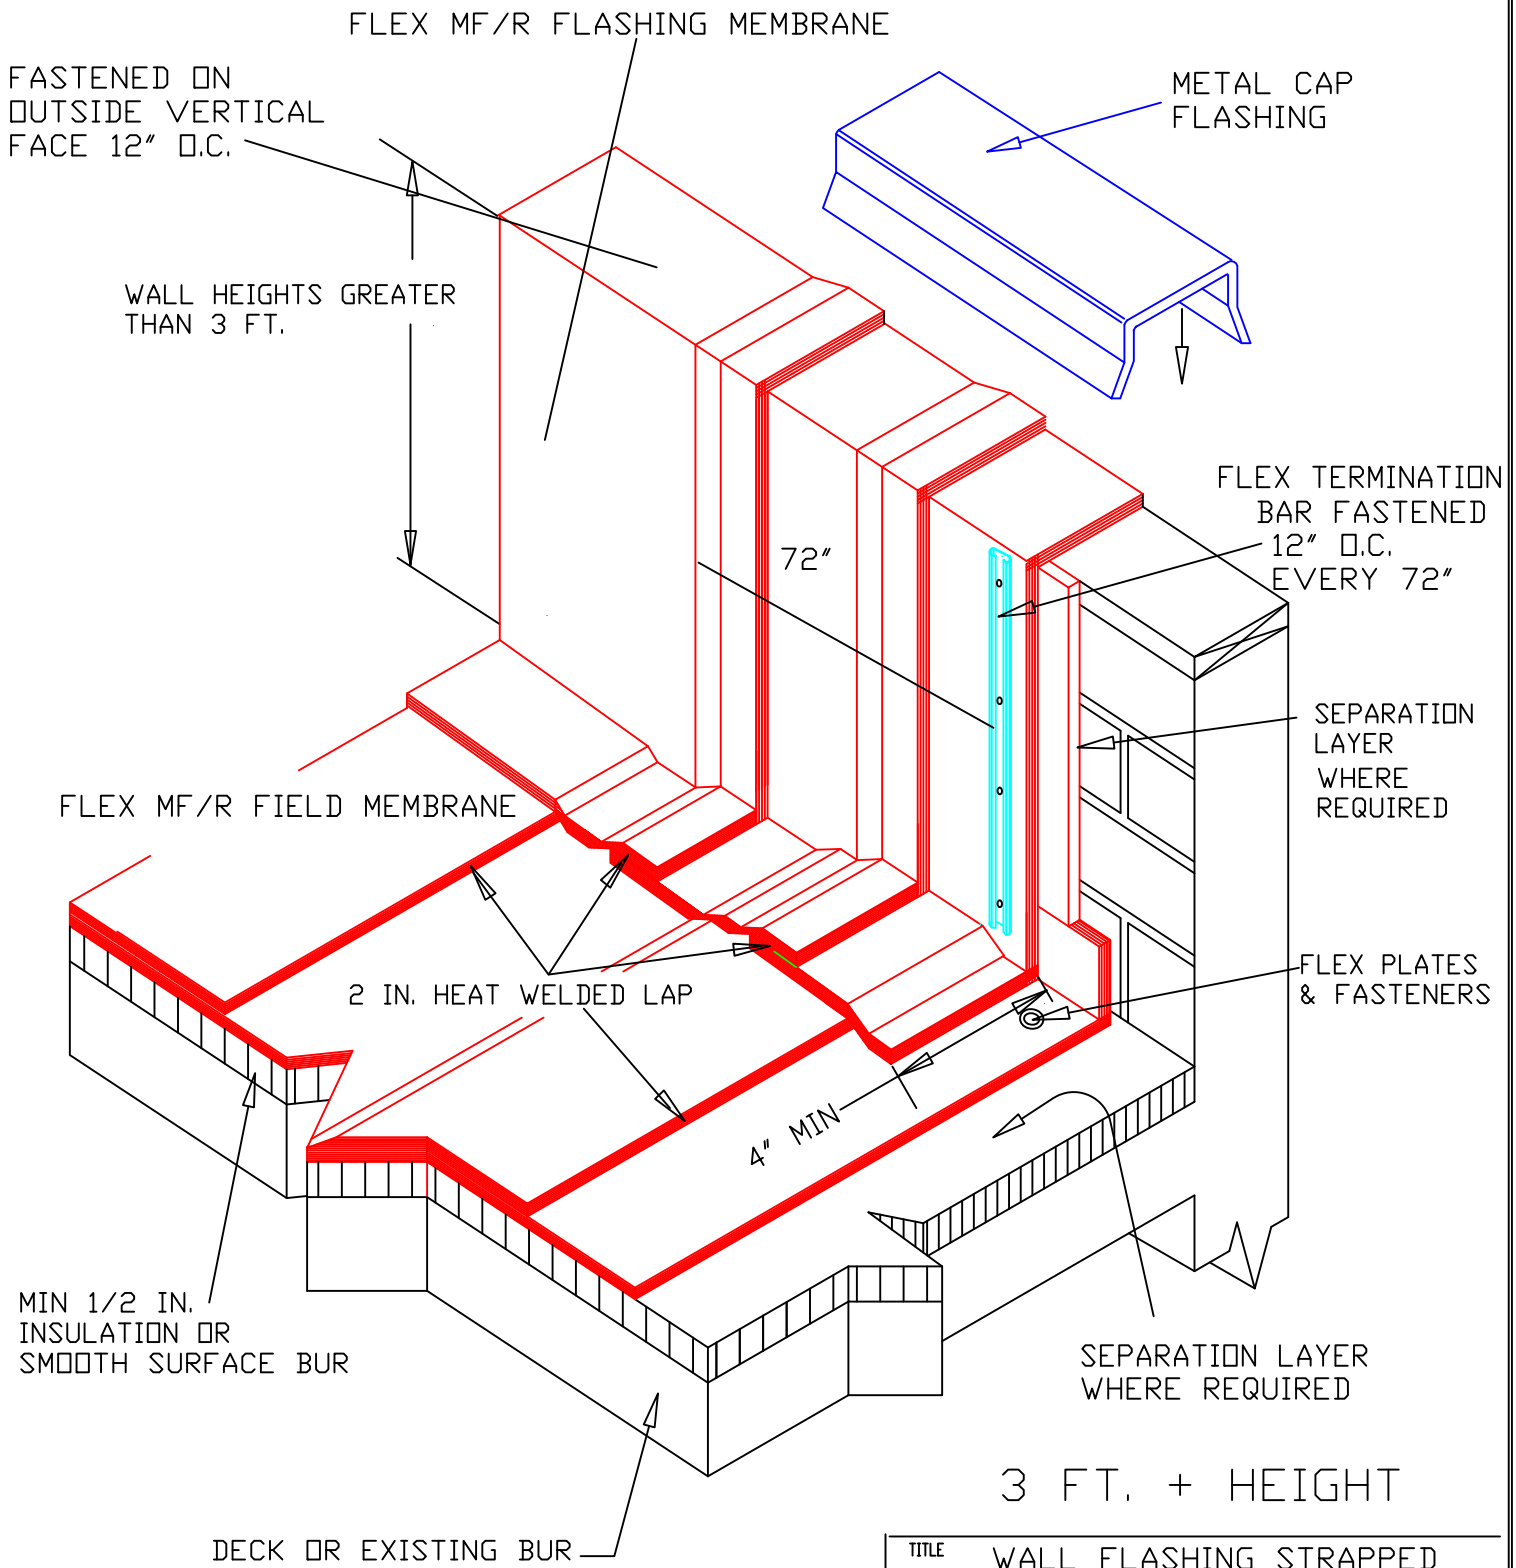 FLEX MF/R FLASHING MEMBRANE
FASTENED ON
OUTSIDE VERTICAL
FACE 12" O.C.
METAL CAP
FLASHING
WALL HEIGHTS GREATER
THAN 3 FT.
72"
FLEX TERMINATION
BAR FASTENED
12" O.C.
EVERY 72"
SEPARATION
LAYER
WHERE
REQUIRED
FLEX MF/R FIELD MEMBRANE
2 IN. HEAT WELDED LAP
FLEX PLATES
& FASTENERS
4" MIN
MIN 1/2 IN.
INSULATION OR
SMOOTH SURFACE BUR
SEPARATION LAYER
WHERE REQUIRED
3 FT. + HEIGHT
DECK OR EXISTING BUR
TITLE WALL FLASHING STRAPPED